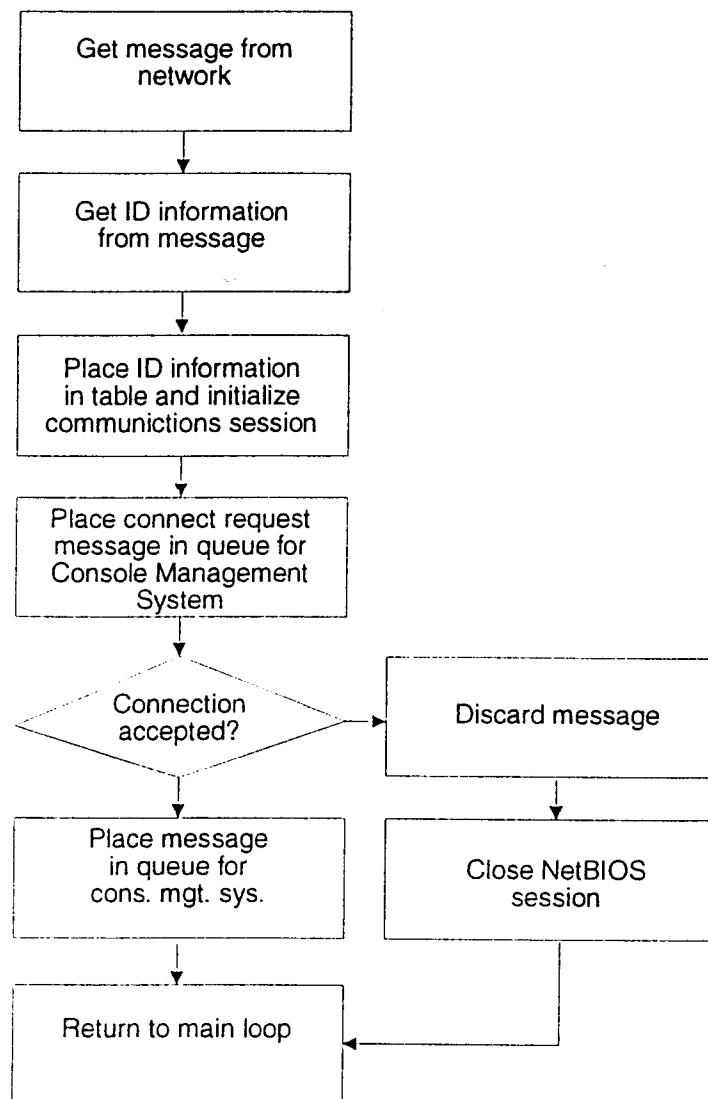 Get message from
network
Get ID information
from message
Place ID information
in table and initialize
communictions session
Place connect request
message in queue for
Console Management
System
Connection
accepted?
Discard message
Place message
in queue for
cons. mgt. sys.
Close NetBIOS
session
Return to main loop